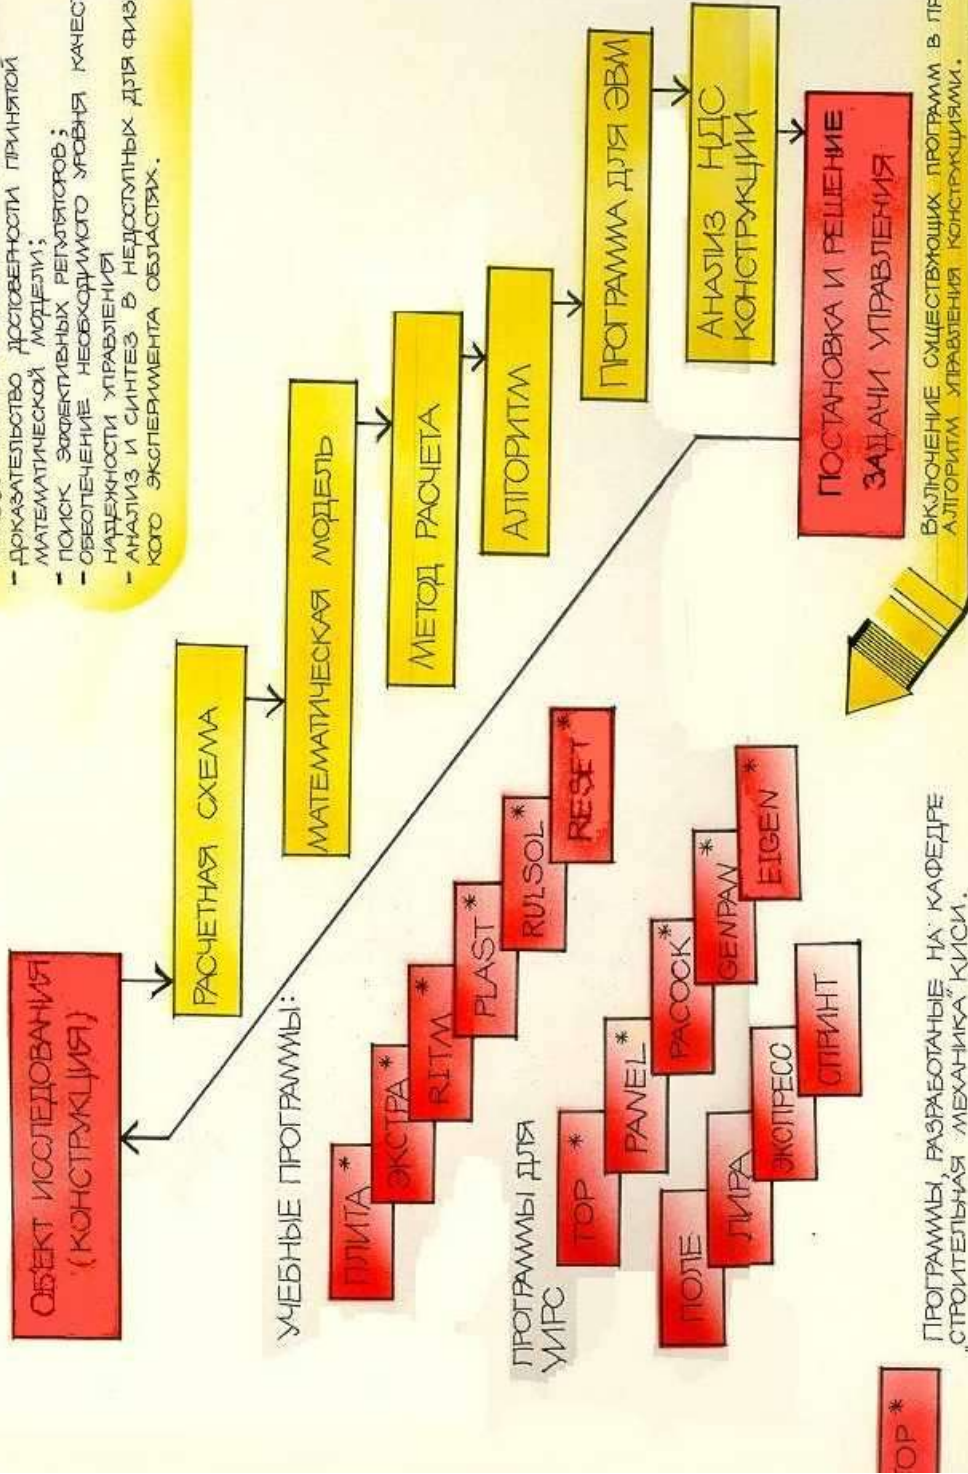 - ДОКАЗАТЕЛЬСТВО ДОСТОВЕРНОСТИ ПРИНЯТОЙ
МАТЕМАТИЧЕСКОЙ МОДЕЛИ;
- ПОИСК ЭФФЕКТИВНЫХ РЕГУЛЯТОРОВ;
- ОБЕСПЕЧЕНИЕ НЕОБХОДИМОГО УРОВНЯ КАЧЕС
НАДЕЖНОСТИ УПРАВЛЕНИЯ
- АНАЛИЗ И СИНТЕЗ В НЕДОСТУПНЫХ ДЛЯ ФИЗ
КОГО ЭКСПЕРИМЕНТА ОБЛАСТЯХ.
ОБЪЕКТ ИССЛЕДОВАНИЯ
(КОНСТРУКЦИЯ)
РАСЧЕТНАЯ СХЕМА
МАТЕМАТИЧЕСКАЯ МОДЕЛЬ
МЕТОД РАСЧЕТА
АЛГОРИТМ
ПРОГРАММА ДЛЯ ЭВМ
АНАЛИЗ НДС
КОНСТРУКЦИИ
ПОСТАНОВКА И РЕШЕНИЕ
ЗАДАЧИ УПРАВЛЕНИЯ
УЧЕБНЫЕ ПРОГРАММЫ:
ПЛИТА*
ЭКСТРА*
RITM*
PLAST*
RULSOL*
RESET*
ПРОГРАММЫ ДЛЯ
УИРС
TOP*
PANEL*
PACOCK*
GENPAN*
EIGEN*
ПОЛЕ
ЛИРА
ЭКСПРЕСС
СПРИНТ
ВКЛЮЧЕНИЕ СУЩЕСТВУЮЩИХ ПРОГРАММ В ПР
АЛГОРИТМ УПРАВЛЕНИЯ КОНСТРУКЦИЯМИ.
TOP*
ПРОГРАММЫ, РАЗРАБОТАНЫЕ НА КАФЕДРЕ
"СТРОИТЕЛЬНАЯ МЕХАНИКА" КИСИ.